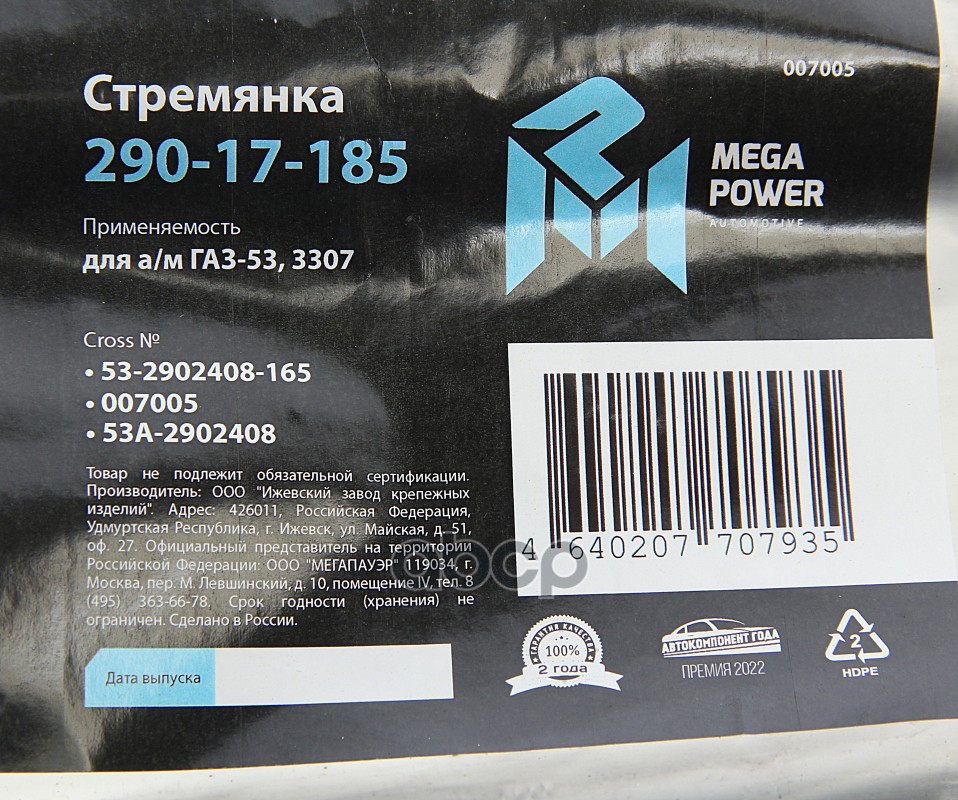 007005
Стремянка
290-17-185
MEGA
POWER
AUTOMOTIVE
Применяемость
для а/м ГАЗ-53, 3307
Cross №
• 53-2902408-165
• 007005
• 53А-2902408
Товар не подлежит обязательной сертификации.
Производитель: ООО "Ижевский завод крепежных
изделий". Адрес: 426011, Российская Федерация,
Удмуртская Республика, г. Ижевск, ул. Майская, д. 51,
оф. 27. Официальный представитель на территории
Российской Федерации: ООО "МЕГАПАУЭР" 119034, г.
Москва, пер. М. Левшинский, д. 10, помещение IV, тел. 8
(495) 363-66-78. Срок годности (хранения) не
ограничен. Сделано в России.
4 640207 707935
abcp
Дата выпуска
ГАРАНТИЯ КАЧЕСТВА
100%
2 года
АВТОКОМПОНЕНТ ГОДА
ПРЕМИЯ 2022
2
HDPE